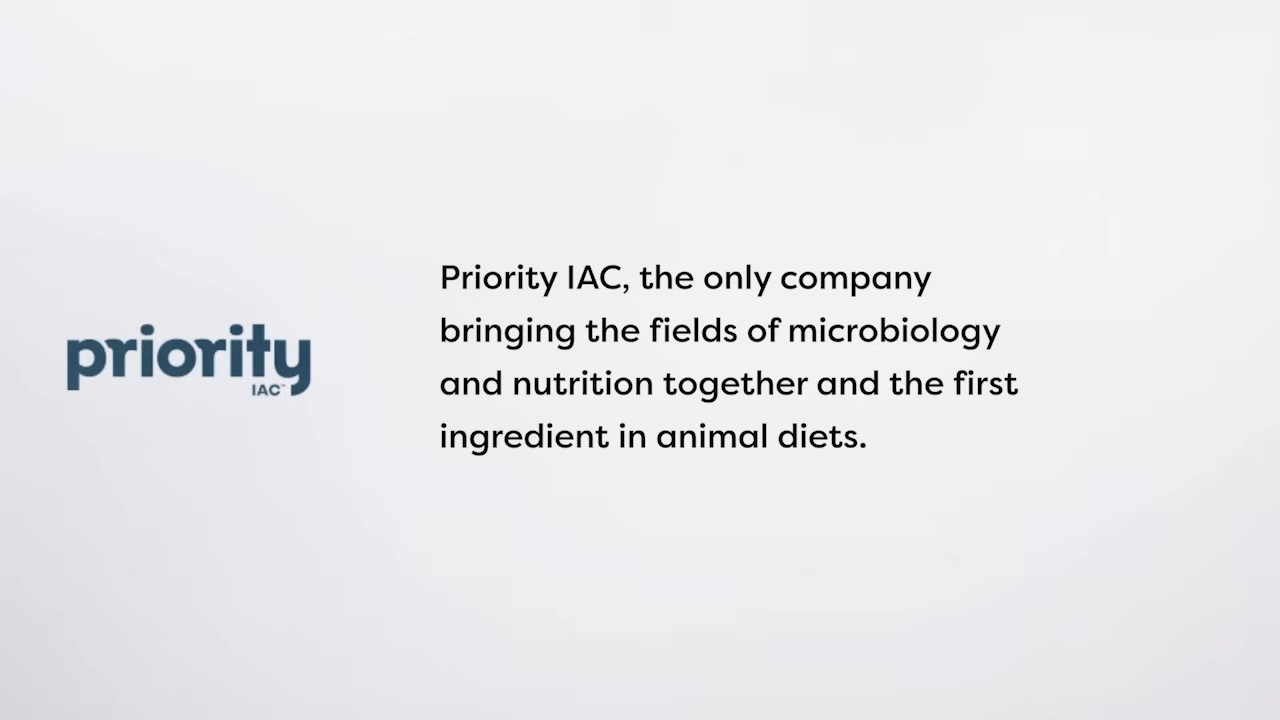 priority
IAC™
Priority IAC, the only company
bringing the fields of microbiology
and nutrition together and the first
ingredient in animal diets.